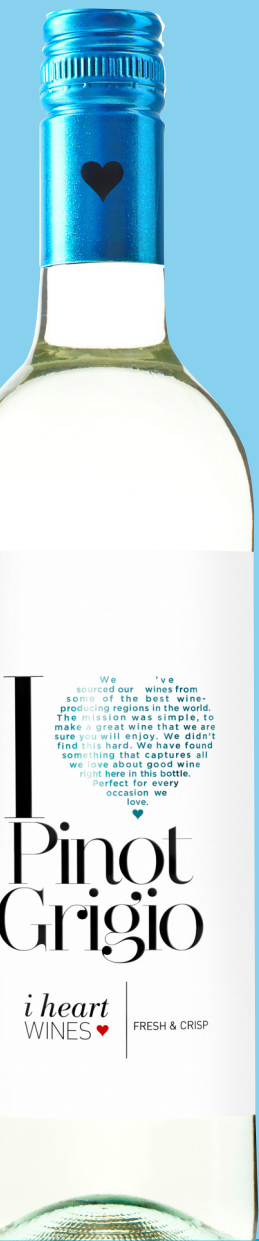 We 've
sourced our wines from
some of the best wine-
producing regions in the world.
The mission was simple, to
make a great wine that we are
sure you will enjoy. We didn't
find this hard. We have found
something that captures all
we love about good wine
right here in this bottle.
Perfect for every
occasion we
love.
I
Pinot
Grigio
i heart
WINES
FRESH & CRISP